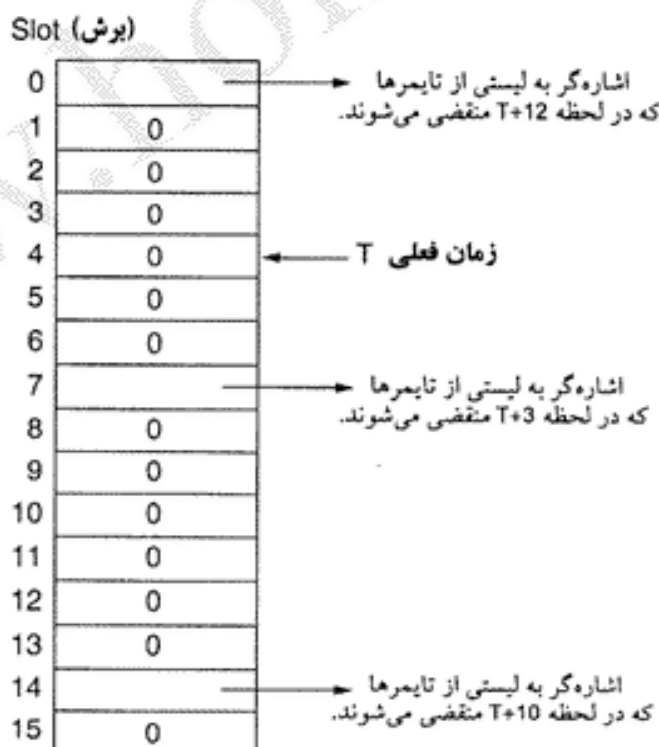 Slot (برش)
0
اشاره‌گر به لیستی از تایمرها
که در لحظه T+12 منقضی می‌شوند.
1 0
2 0
3 0
4 0 زمان فعلی T
5 0
6 0
7
اشاره‌گر به لیستی از تایمرها
که در لحظه T+3 منقضی می‌شوند.
8 0
9 0
10 0
11 0
12 0
13 0
14
اشاره‌گر به لیستی از تایمرها
که در لحظه T+10 منقضی می‌شوند.
15 0